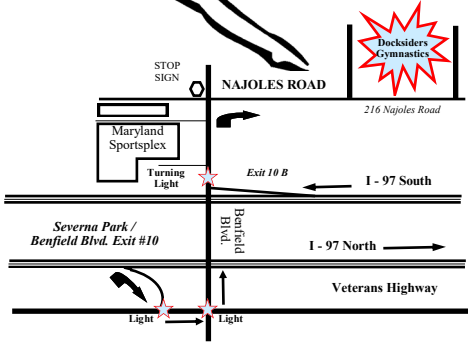 Docksiders
Gymnastics
STOP
SIGN
NAJOLES ROAD
216 Najoles Road
Maryland
Sportsplex
Turning
Light
Exit 10 B
I - 97 South
Severna Park /
Benfield Blvd. Exit #10
Benfield
Blvd.
I - 97 North
Veterans Highway
Light
Light